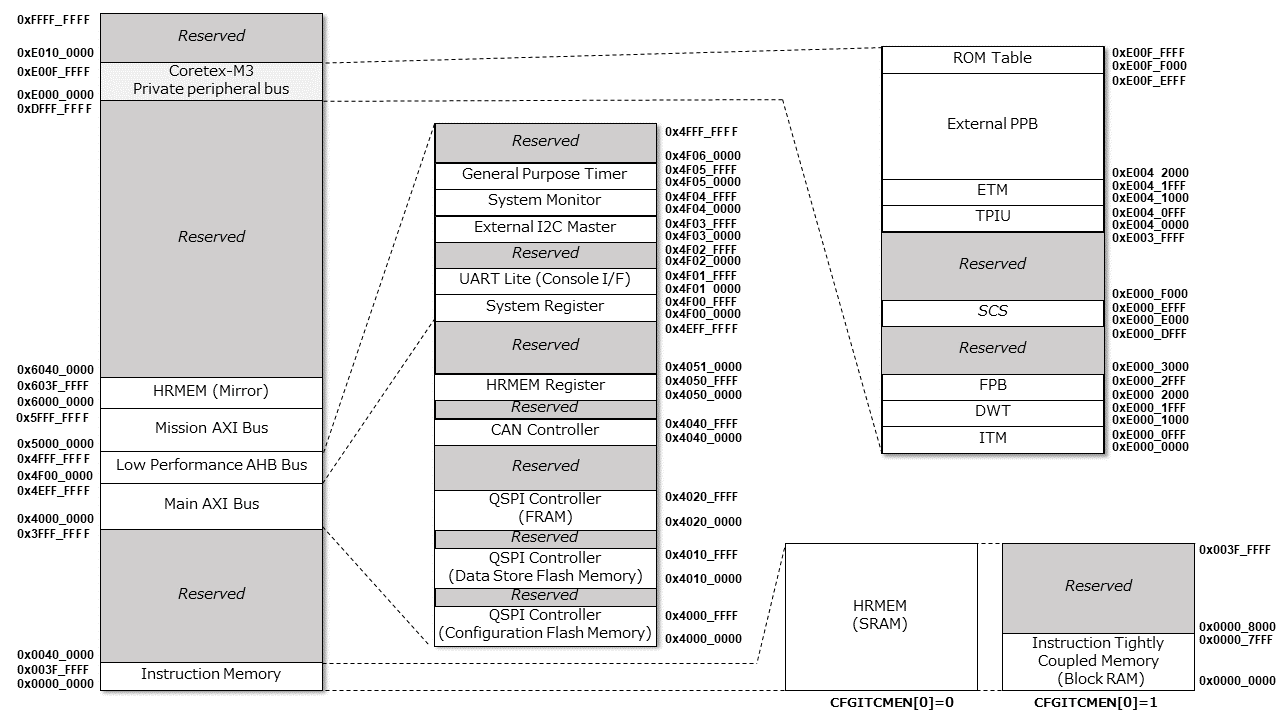 0xFFFF_FFFF
Reserved
0xE010_0000
0xE00F_FFFF
Coretex-M3
Private peripheral bus
0xE000_0000
0xDFFF_FFFF
Reserved
0x6040_0000
0x603F_FFFF
HRMEM (Mirror)
0x6000_0000
0x5FFF_FFFF
Mission AXI Bus
0x5000_0000
0x4FFF_FFFF
Low Performance AHB Bus
0x4F00_0000
0x4EFF_FFFF
Main AXI Bus
0x4000_0000
0x3FFF_FFFF
Reserved
0x0040_0000
0x003F_FFFF
Instruction Memory
0x0000_0000
Reserved
0x4FFF_FFFF
0x4F06_0000
General Purpose Timer
0x4F05_FFFF
0x4F05_0000
System Monitor
0x4F04_FFFF
0x4F04_0000
External I2C Master
0x4F03_FFFF
0x4F03_0000
Reserved
0x4F02_FFFF
0x4F02_0000
UART Lite (Console I/F)
0x4F01_FFFF
0x4F01_0000
System Register
0x4F00_FFFF
0x4F00_0000
0x4EFF_FFFF
Reserved
0x4051_0000
HRMEM Register
0x4050_FFFF
0x4050_0000
Reserved
CAN Controller
0x4040_FFFF
0x4040_0000
Reserved
QSPI Controller
(FRAM)
0x4020_FFFF
0x4020_0000
Reserved
QSPI Controller
(Data Store Flash Memory)
0x4010_FFFF
0x4010_0000
Reserved
QSPI Controller
(Configuration Flash Memory)
0x4000_FFFF
0x4000_0000
ROM Table
0xE00F_FFFF
0xE00F_F000
0xE00F_EFFF
External PPB
0xE004_2000
ETM
0xE004_1FFF
0xE004_1000
TPIU
0xE004_0FFF
0xE004_0000
0xE003_FFFF
Reserved
0xE000_F000
SCS
0xE000_EFFF
0xE000_E000
0xE000_DFFF
Reserved
0xE000_3000
FPB
0xE000_2FFF
0xE000_2000
DWT
0xE000_1FFF
0xE000_1000
ITM
0xE000_0FFF
0xE000_0000
HRMEM
(SRAM)
CFGITCMEN[0]=0
0x003F_FFFF
Reserved
0x0000_8000
0x0000_7FFF
Instruction Tightly
Coupled Memory
(Block RAM)
0x0000_0000
CFGITCMEN[0]=1